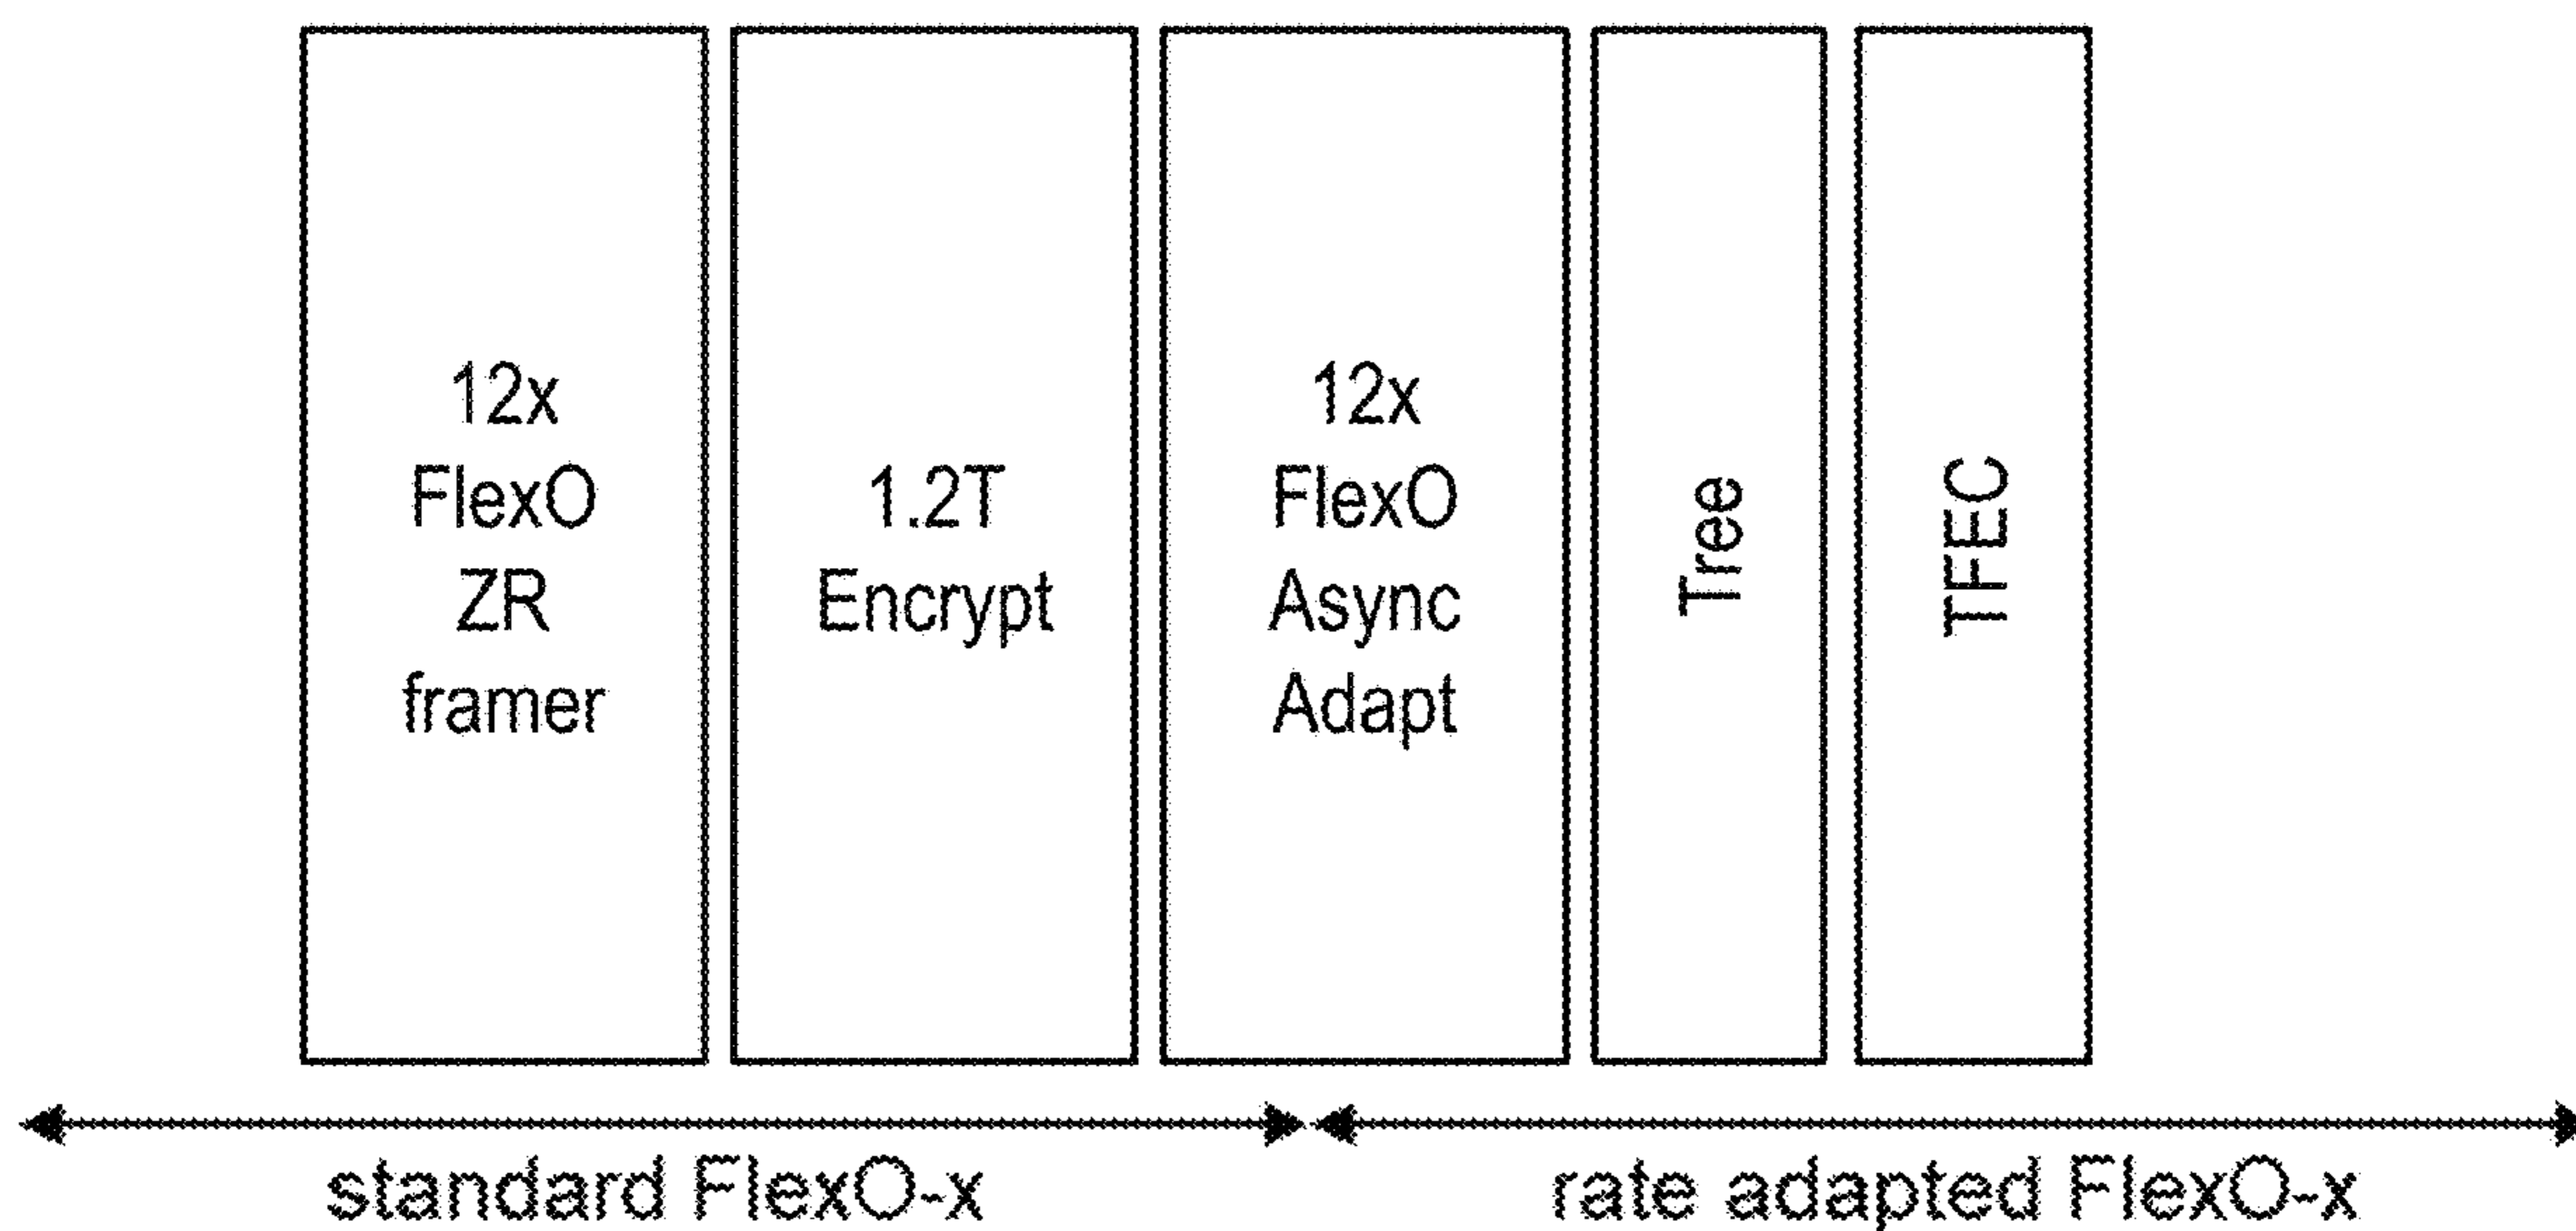 12x
FlexO
ZR
framer
1.2T
Encrypt
12x
FlexO
Async
Adapt
Tree
TFEC
standard FlexO-x
rate adapted FlexO-x